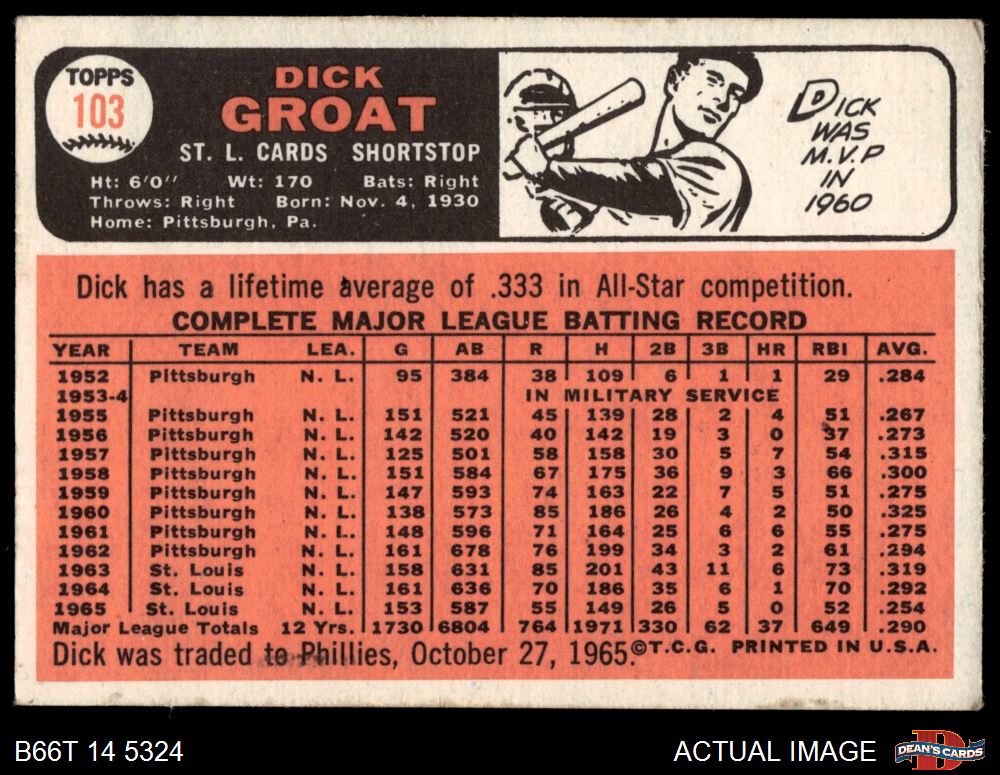 TOPPS
103
DICK
GROAT
ST. L. CARDS SHORTSTOP
Ht: 6'0" Wt: 170 Bats: Right
Throws: Right Born: Nov. 4, 1930
Home: Pittsburgh, Pa.
DICK
WAS
M.V.P
IN
1960
Dick has a lifetime average of .333 in All-Star competition.
COMPLETE MAJOR LEAGUE BATTING RECORD
YEAR TEAM LEA. G AB R H 2B 3B HR RBI AVG.
1952 Pittsburgh N. L. 95 384 38 109 6 1 1 29 .284
1953-4 IN MILITARY SERVICE
1955 Pittsburgh N. L. 151 521 45 139 28 2 4 51 .267
1956 Pittsburgh N. L. 142 520 40 142 19 3 0 37 .273
1957 Pittsburgh N. L. 125 501 58 158 30 5 7 54 .315
1958 Pittsburgh N. L. 151 584 67 175 36 9 3 66 .300
1959 Pittsburgh N. L. 147 593 74 163 22 7 5 51 .275
1960 Pittsburgh N. L. 138 573 85 186 26 4 2 50 .325
1961 Pittsburgh N. L. 148 596 71 164 25 6 6 55 .275
1962 Pittsburgh N. L. 161 678 76 199 34 3 2 61 .294
1963 St. Louis N. L. 158 631 85 201 43 11 6 73 .319
1964 St. Louis N. L. 161 636 70 186 35 6 1 70 .292
1965 St. Louis N. L. 153 587 55 149 26 5 0 52 .254
Major League Totals 12 Yrs. 1730 6804 764 1971 330 62 37 649 .290
Dick was traded to Phillies, October 27, 1965. ©T.C.G. PRINTED IN U.S.A.
B66T 14 5324 ACTUAL IMAGE
D
DEAN'S CARDS